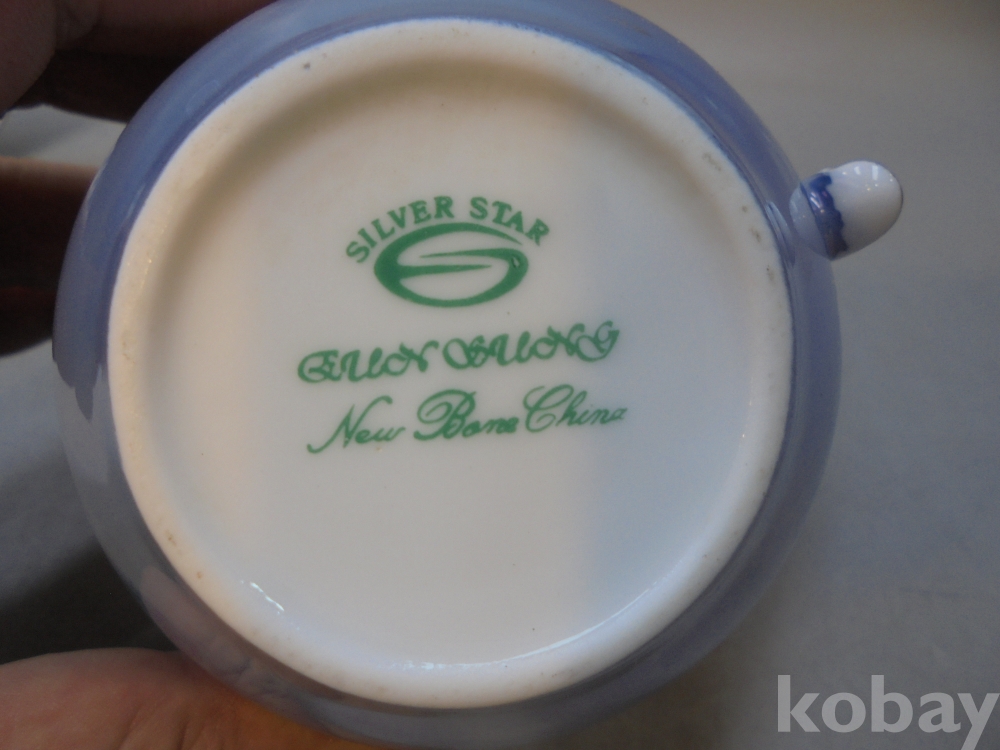 SILVER STAR
EUN SUNG
New Bone China
kobay